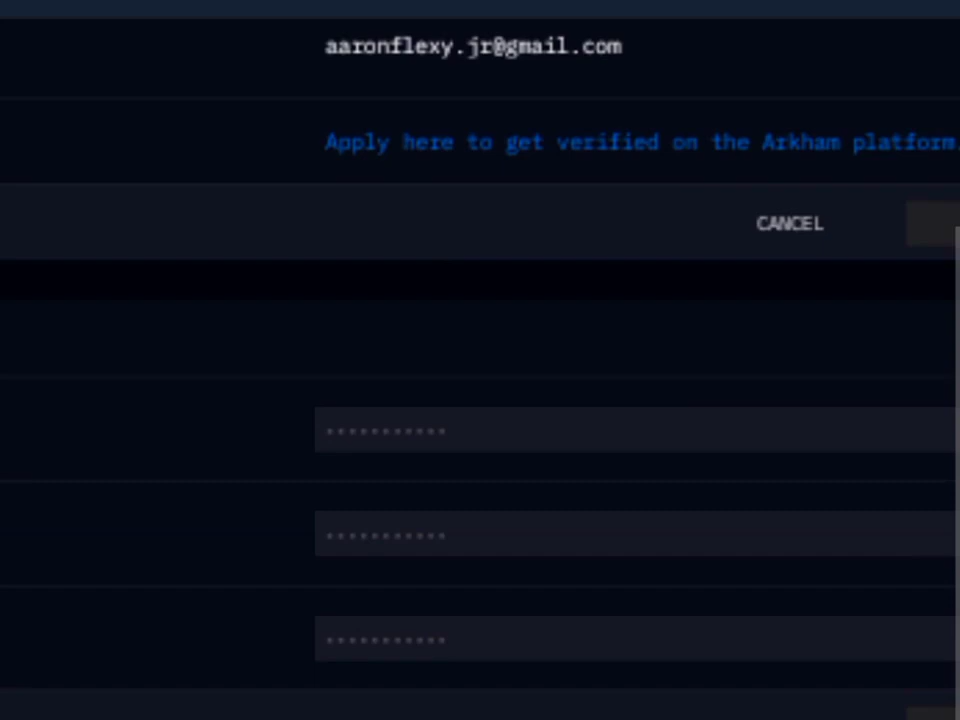 aaronflexy.jr@gmail.com
Apply here to get verified on the Arkham platform.
CANCEL
•••••••••••
•••••••••••
•••••••••••